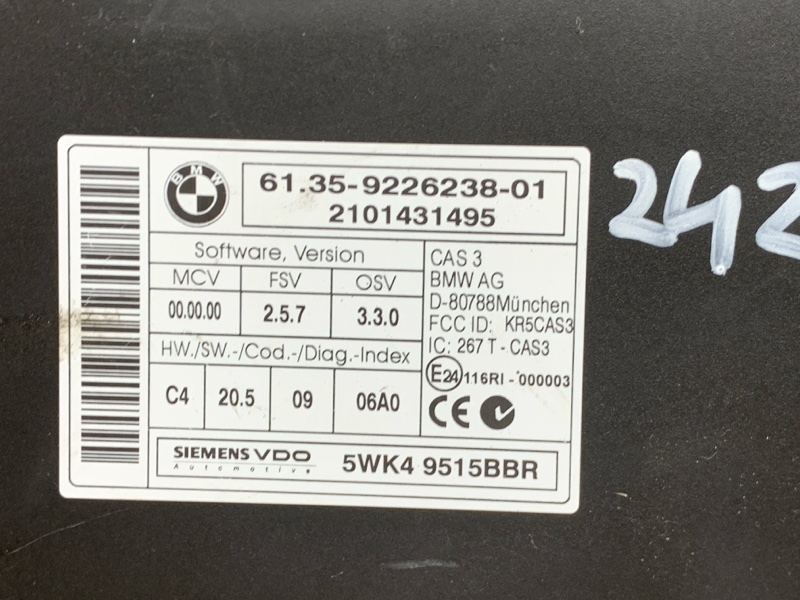 BMW
61.35-9226238-01
2101431495
Software, Version
MCV FSV OSV
00.00.00 2.5.7 3.3.0
HW./SW.-/Cod.-/Diag.-Index
C4 20.5 09 06A0
CAS 3
BMW AG
D-80788München
FCC ID: KR5CAS3
IC: 267 T - CAS3
E24 116RI - 000003
CE
SIEMENS VDO
Automotive
5WK4 9515BBR
242